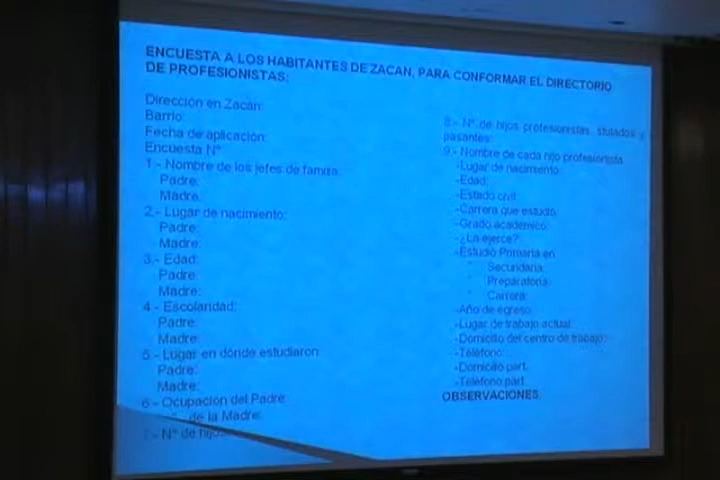 ENCUESTA A LOS HABITANTES DE ZACAN, PARA CONFORMAR EL DIRECTORIO
DE PROFESIONISTAS:
Dirección en Zacán:
Barrio:
Fecha de aplicación:
Encuesta N°
1.- Nombre de los jefes de familia:
Padre:
Madre:
2.- Lugar de nacimiento:
Padre:
Madre:
3.- Edad:
Padre:
Madre:
4.- Escolaridad:
Padre:
Madre:
5.- Lugar en dónde estudiaron:
Padre:
Madre:
6.- Ocupación del Padre:
de la Madre:
7.- N° de hijos
8.- N° de hijos profesionistas, titulados y
pasantes:
9.- Nombre de cada hijo profesionista
-Lugar de nacimiento:
-Edad:
-Estado civil:
-Carrera que estudió:
-Grado académico:
-¿La ejerce?
-Estudió Primaria en:
" Secundaria:
" Preparatoria:
" Carrera:
-Año de egreso:
-Lugar de trabajo actual:
-Domicilio del centro de trabajo:
-Teléfono:
-Domicilio part.
-Teléfono part.
OBSERVACIONES: